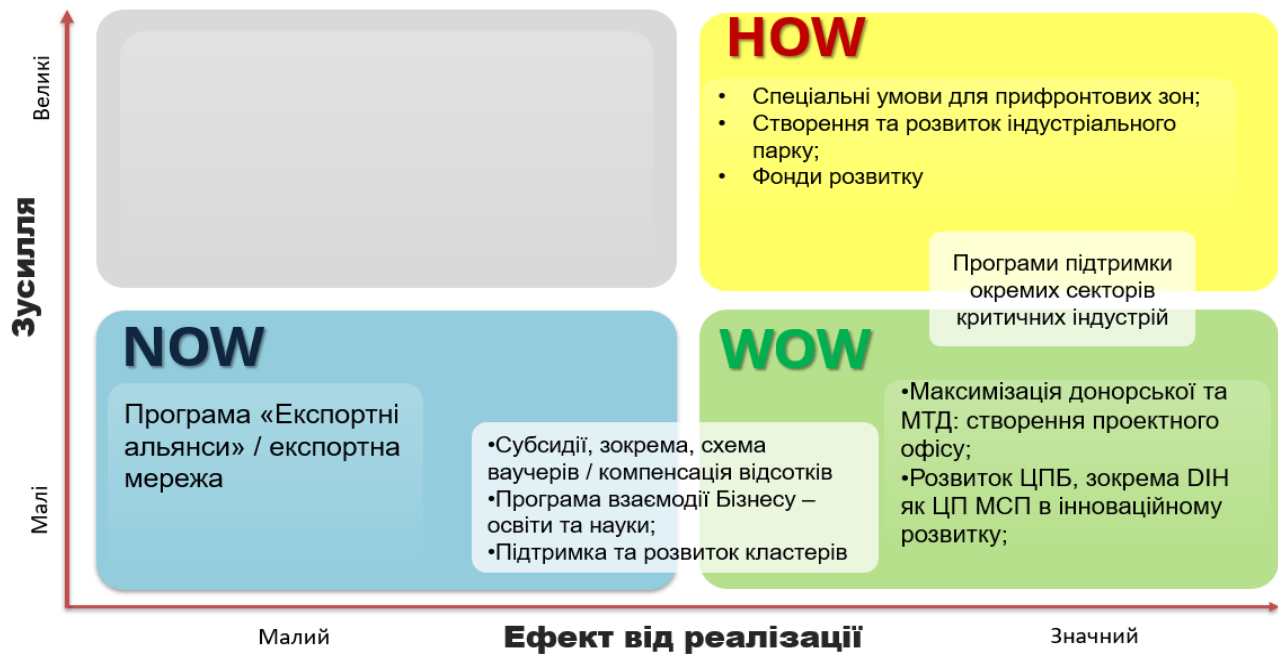 HOW
• Спеціальні умови для прифронтових зон;
• Створення та розвиток індустріального
парку;
• Фонди розвитку
Програми підтримки
окремих секторів
критичних індустрій
NOW
Програма «Експортні
альянси» / експортна
мережа
•Субсидії, зокрема, схема
ваучерів / компенсація відсотків
•Програма взаємодії Бізнесу –
освіти та науки;
•Підтримка та розвиток кластерів
WOW
•Максимізація донорської та
МТД: створення проектного
офісу;
•Розвиток ЦПБ, зокрема DIH
як ЦП МСП в інноваційному
розвитку;
Великі
Зусилля
Малі
Малий
Ефект від реалізації
Значний